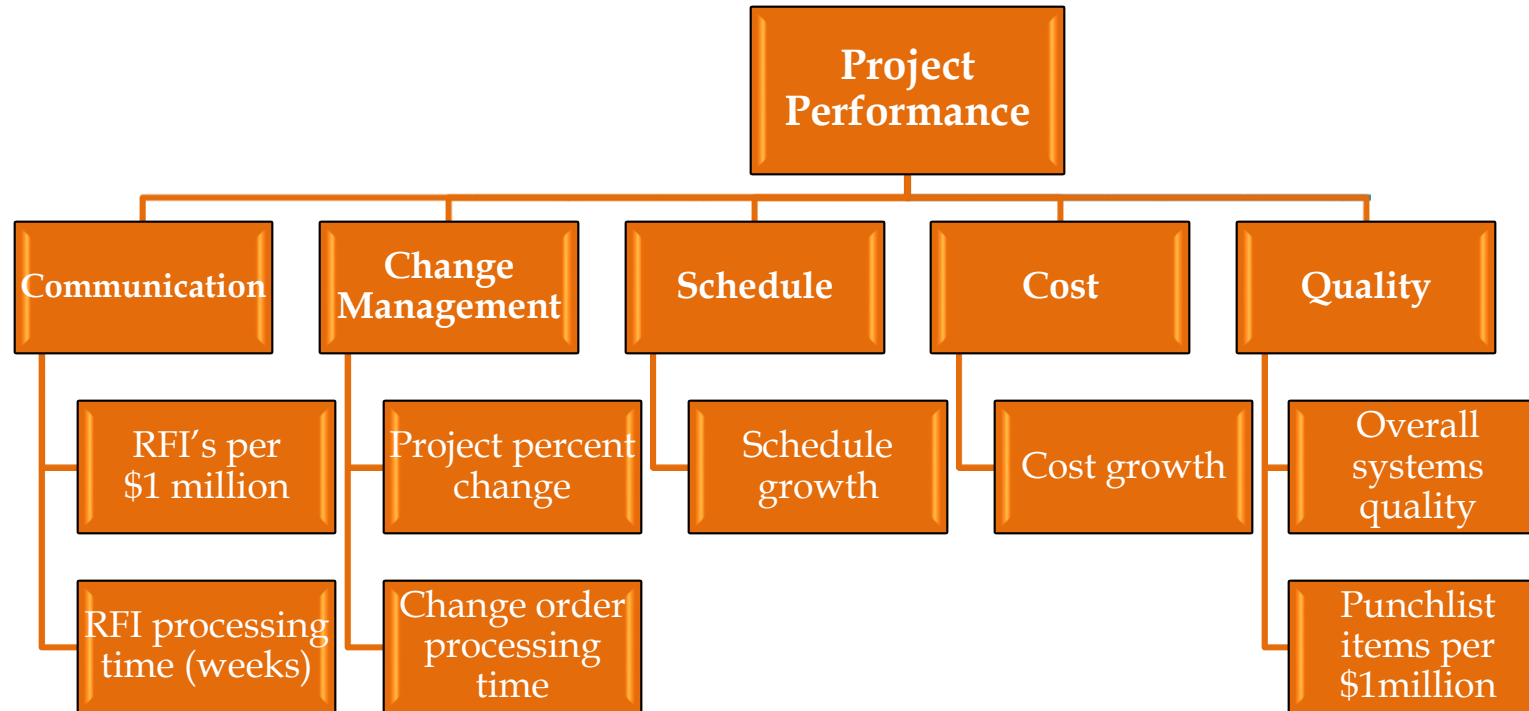 Project
Performance
Communication
Change
Management
Schedule
Cost
Quality
RFI’s per
$1 million
Project percent
change
Schedule
growth
Cost growth
Overall
systems
quality
RFI processing
time (weeks)
Change order
processing
time
Punchlist
items per
$1million